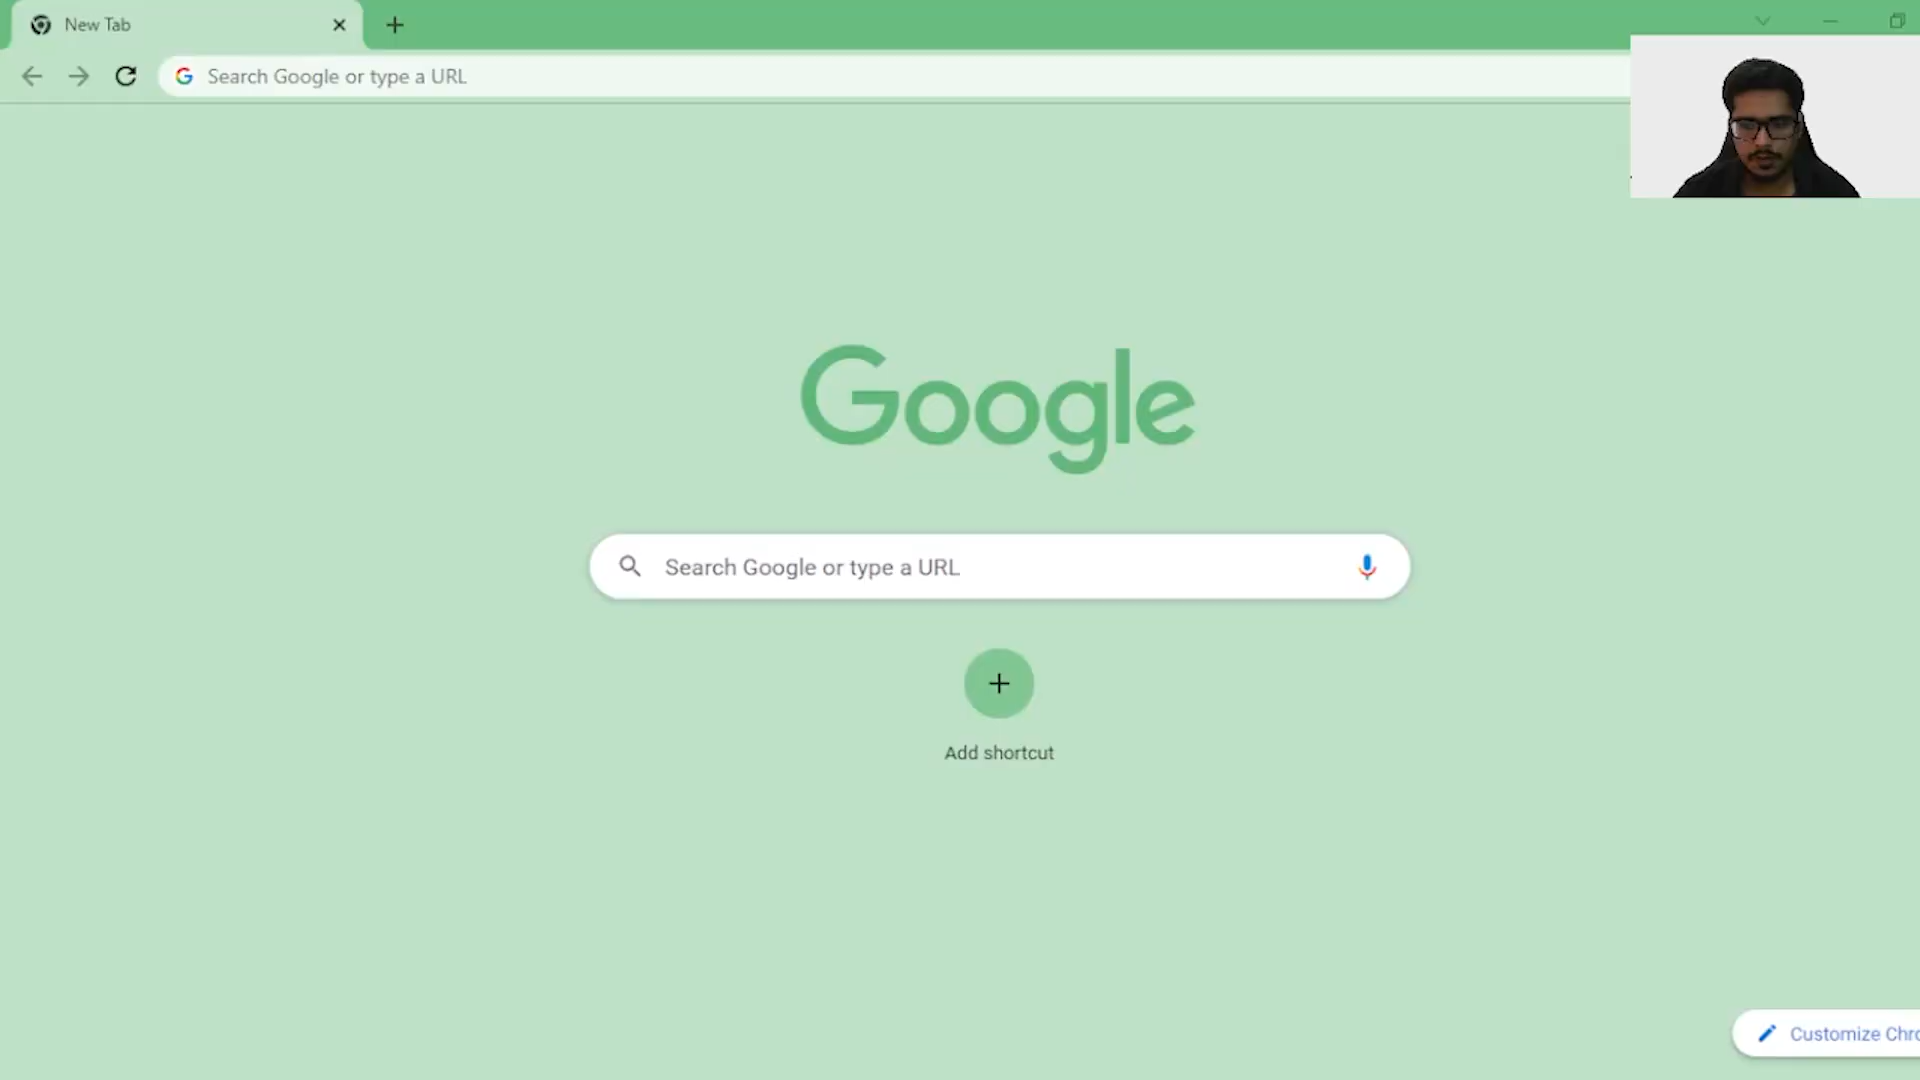 New Tab
Search Google or type a URL
Google
Search Google or type a URL
Add shortcut
Customize Chro